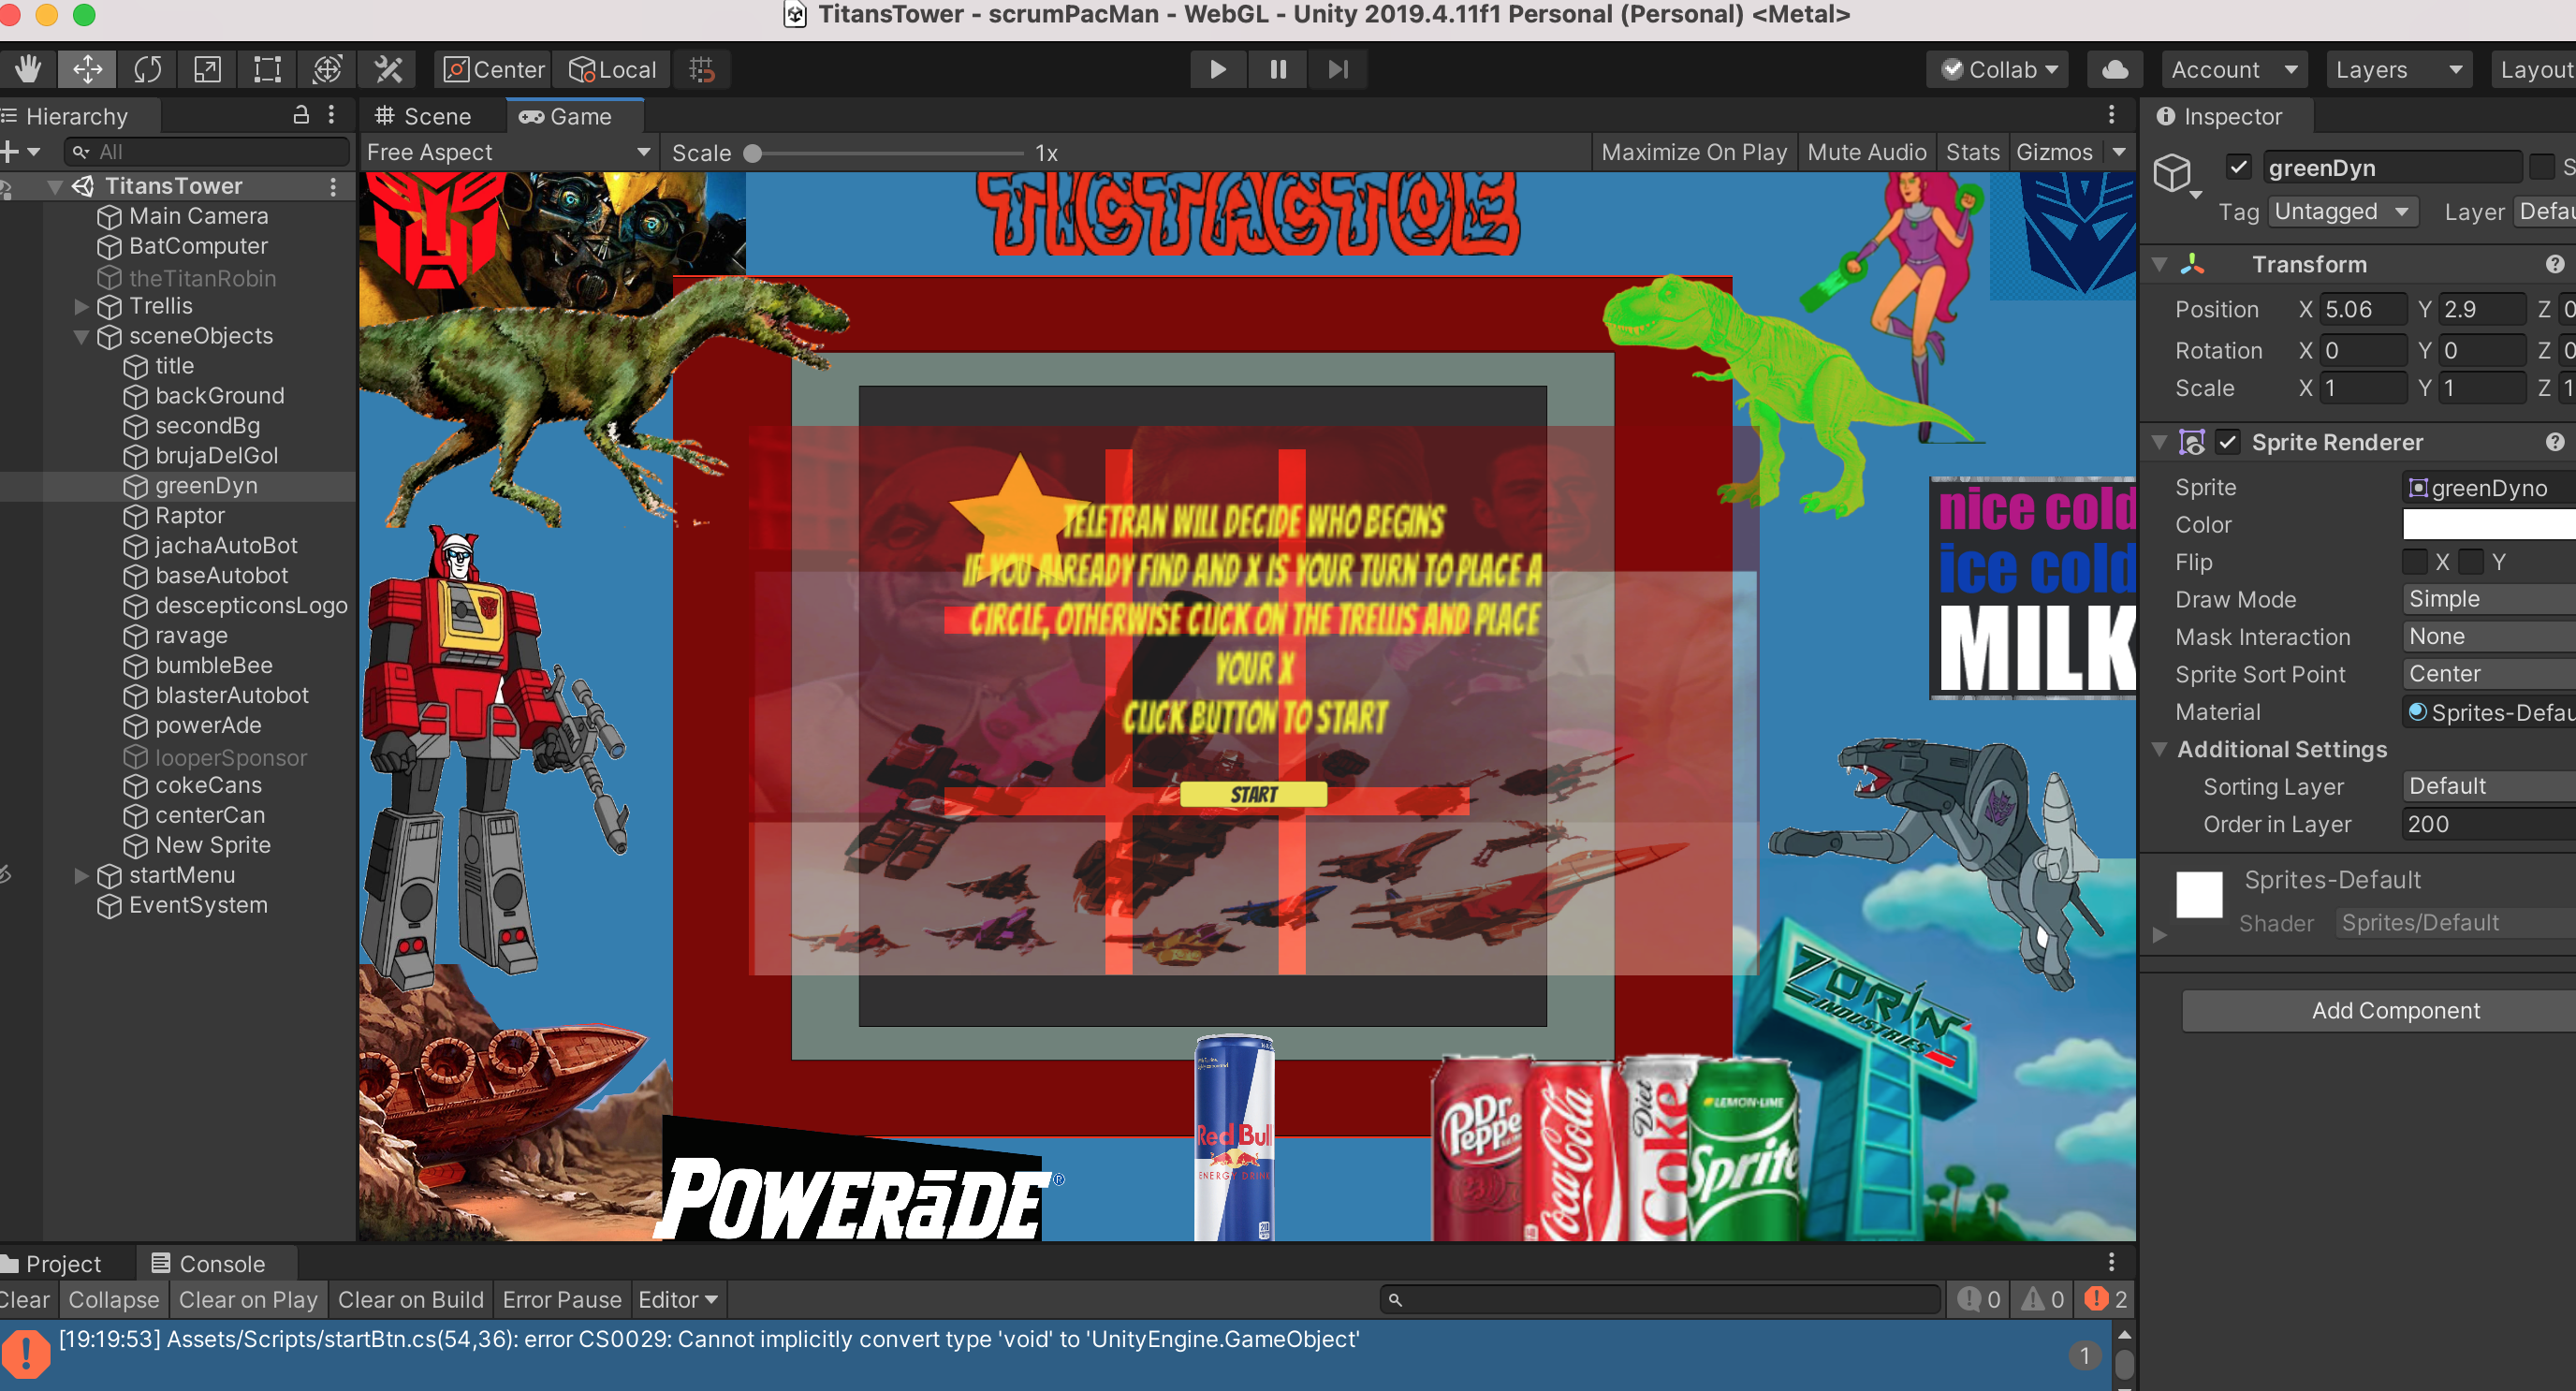 TitansTower - scrumPacMan - WebGL - Unity 2019.4.11f1 Personal (Personal) <Metal>
Center Local Collab Account Layers Layout
Hierarchy Scene Game Inspector
All Free Aspect Scale 1x Maximize On Play Mute Audio Stats Gizmos
greenDyn
Tag Untagged Layer Defau
TitansTower
Main Camera
BatComputer
theTitanRobin
Trellis
sceneObjects
title
backGround
secondBg
brujaDelGol
greenDyn
Raptor
jachaAutoBot
baseAutobot
descepticonsLogo
ravage
bumbleBee
blasterAutobot
powerAde
looperSponsor
cokeCans
centerCan
New Sprite
startMenu
EventSystem
TICTACTOE
TELETRAN WILL DECIDE WHO BEGINS
IF YOU ALREADY FIND AND X IS YOUR TURN TO PLACE A
CIRCLE, OTHERWISE CLICK ON THE TRELLIS AND PLACE
YOUR X
CLICK BUTTON TO START
START
nice cold
ice cold
MILK
ZORIN
INDUSTRIES
POWERāDE®
Red Bull
ENERGY DRINK
Dr
Peppe
Coca-Cola
Diet
Coke
LEMON-LIME
Sprite
Transform
Position X 5.06 Y 2.9 Z 0
Rotation X 0 Y 0 Z 0
Scale X 1 Y 1 Z 1
Sprite Renderer
Sprite greenDyno
Color
Flip X Y
Draw Mode Simple
Mask Interaction None
Sprite Sort Point Center
Material Sprites-Defau
Additional Settings
Sorting Layer Default
Order in Layer 200
Sprites-Default
Shader Sprites/Default
Add Component
Project Console
Clear Collapse Clear on Play Clear on Build Error Pause Editor 0 0 2
[19:19:53] Assets/Scripts/startBtn.cs(54,36): error CS0029: Cannot implicitly convert type 'void' to 'UnityEngine.GameObject'
1